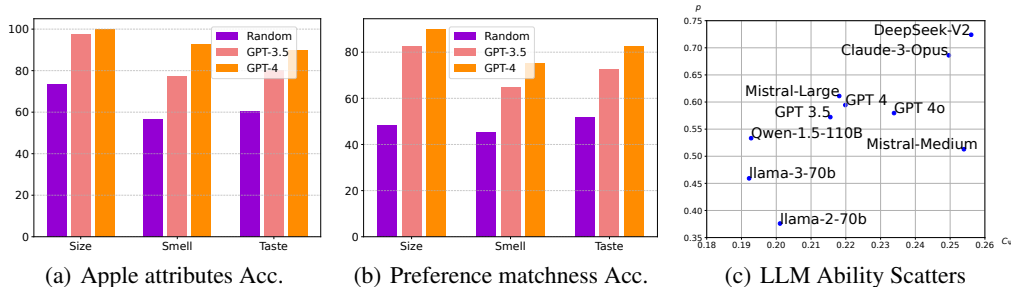 100
80
60
40
20
0
Random
GPT-3.5
GPT-4
Size
Smell
Taste
(a) Apple attributes Acc.
80
60
40
20
0
Random
GPT-3.5
GPT-4
Size
Smell
Taste
(b) Preference matchness Acc.
P
0.75
0.70
0.65
0.60
0.55
0.50
0.45
0.40
0.35
DeepSeek-V2
Claude-3-Opus
Mistral-Large
GPT 4
GPT 4o
GPT 3.5
Qwen-1.5-110B
Mistral-Medium
llama-3-70b
llama-2-70b
0.18 0.19 0.20 0.21 0.22 0.23 0.24 0.25 0.26
(c) LLM Ability Scatters